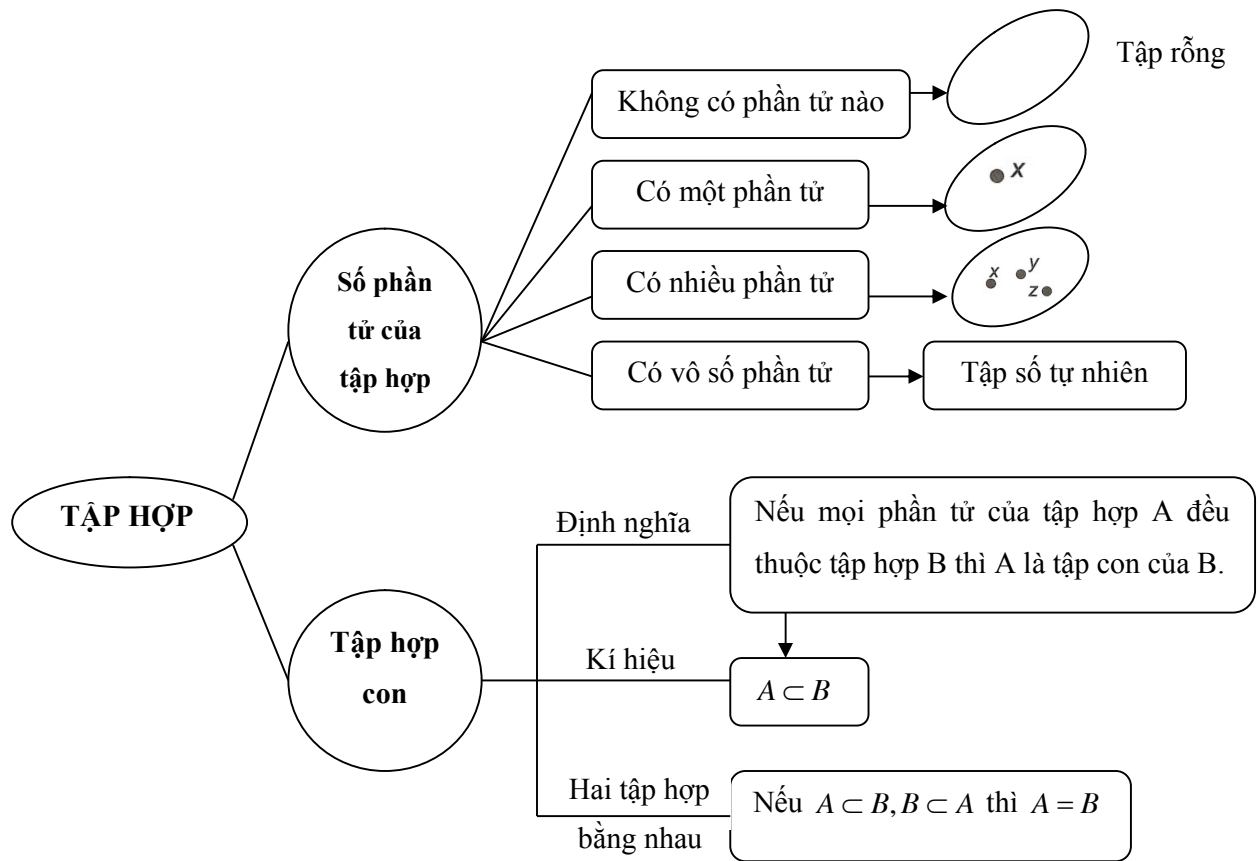 Tập rỗng
Không có phần tử nào
Có một phần tử
x
Có nhiều phần tử
x
y
z
Có vô số phần tử
Tập số tự nhiên
Số phần
tử của
tập hợp
TẬP HỢP
Tập hợp
con
Định nghĩa
Nếu mọi phần tử của tập hợp A đều
thuộc tập hợp B thì A là tập con của B.
Kí hiệu
A ⊂ B
Hai tập hợp
bằng nhau
Nếu A ⊂ B, B ⊂ A thì A = B